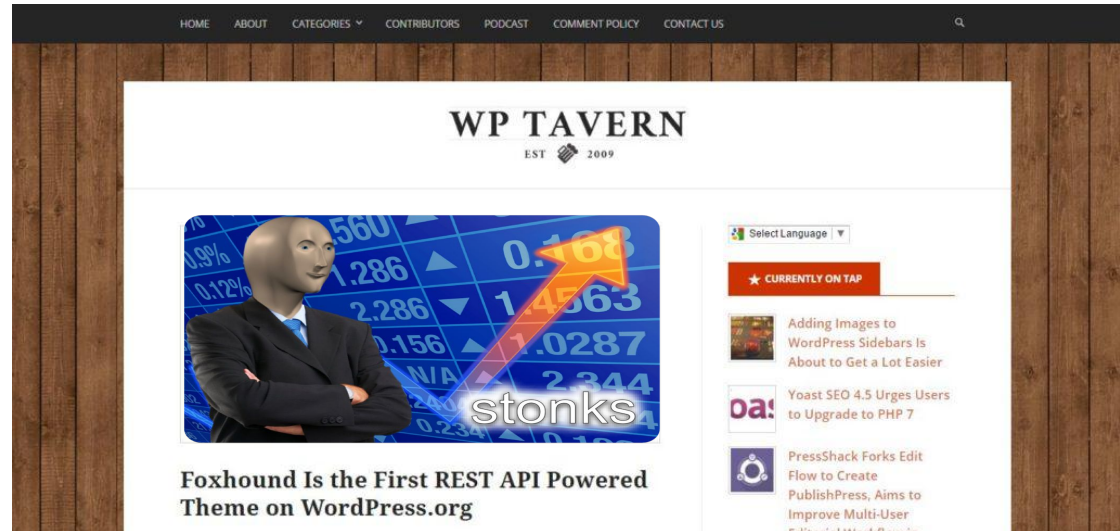 HOME ABOUT CATEGORIES CONTRIBUTORS PODCAST COMMENT POLICY CONTACT US
WP TAVERN
EST 2009
560
0.9%
0.168
0.12%
1.286
2.286
1.4563
0.156
1.0287
N/A
2.344
0.234
stonks
Foxhound Is the First REST API Powered
Theme on WordPress.org
Select Language
CURRENTLY ON TAP
Adding Images to
WordPress Sidebars Is
About to Get a Lot Easier
Yoast SEO 4.5 Urges Users
to Upgrade to PHP 7
PressShack Forks Edit
Flow to Create
PublishPress, Aims to
Improve Multi-User